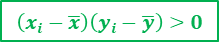 (xᵢ − x̅)(yᵢ − y̅) > 0